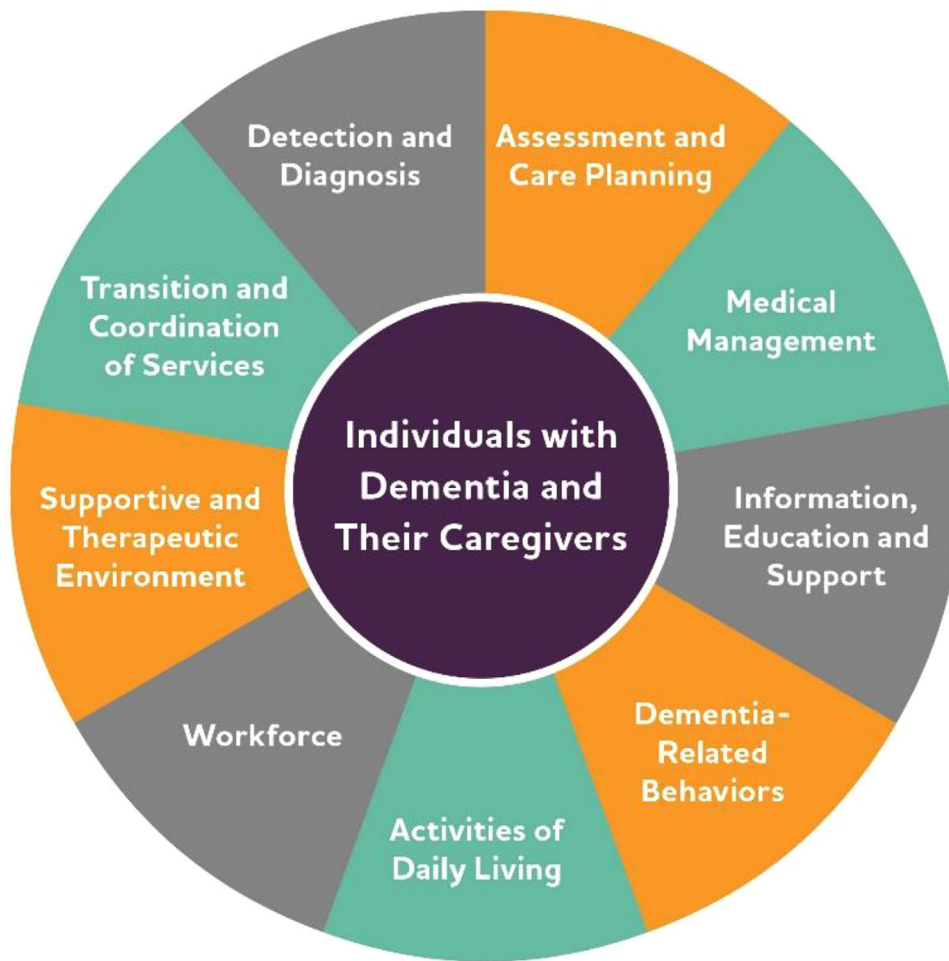 Detection and
Diagnosis
Assessment and
Care Planning
Medical
Management
Information,
Education and
Support
Dementia-
Related
Behaviors
Activities of
Daily Living
Workforce
Supportive and
Therapeutic
Environment
Transition and
Coordination
of Services
Individuals with
Dementia and
Their Caregivers